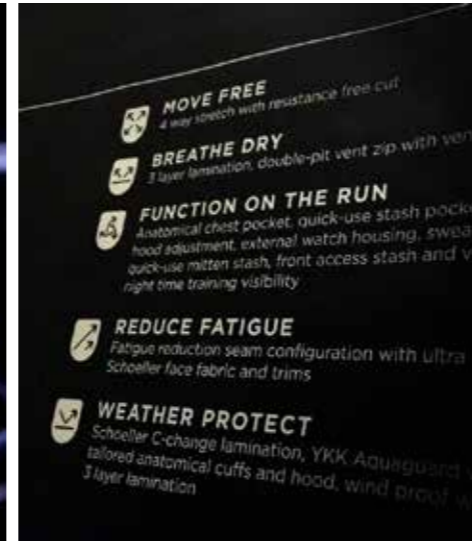 MOVE FREE
4 way stretch with resistance free cut
BREATHE DRY
3 layer lamination, double-pit vent zip with
FUNCTION ON THE RUN
Anatomical chest pocket, quick-use stash
hood adjustment, external watch housing,
quick-use mitten stash, front access stash and
night time training visibility
REDUCE FATIGUE
Fatigue reduction seam configuration with ultra
Schoeller face fabric and trims
WEATHER PROTECT
Schoeller C-change lamination, YKK Aquaguard
tailored anatomical cuffs and hood, wind proof
3 layer lamination